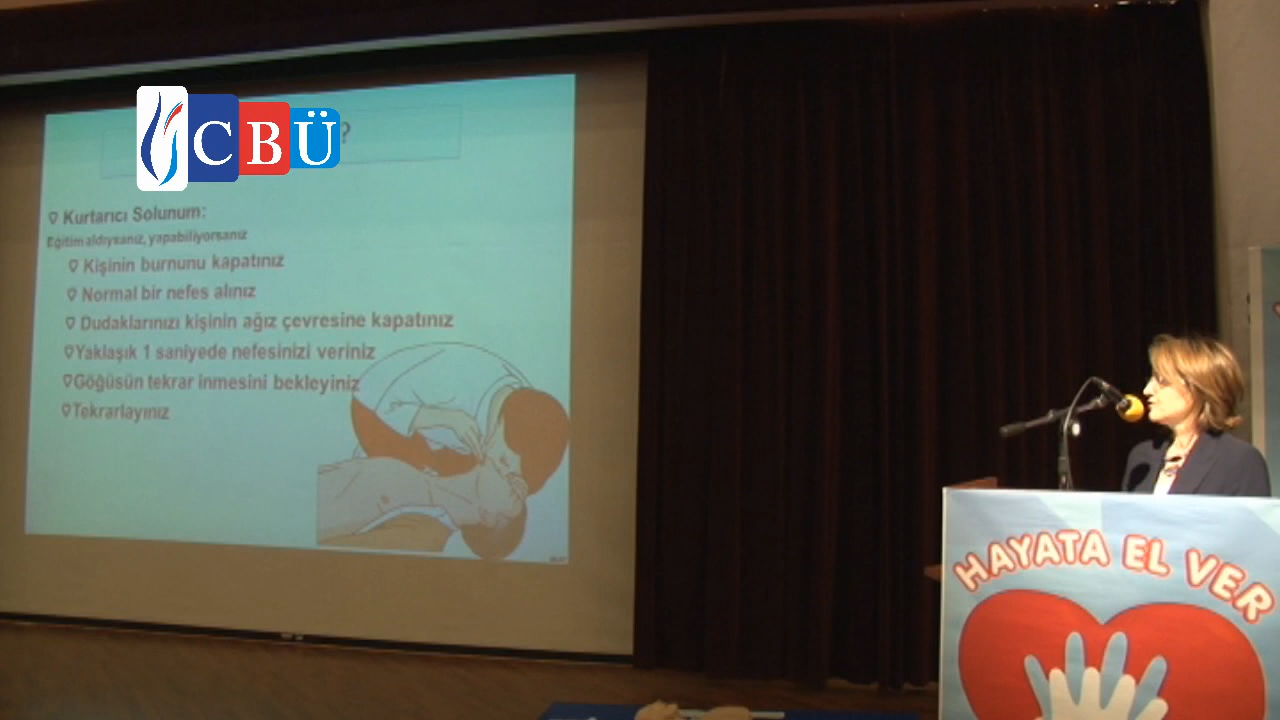 CBÜ
?
Kurtarıcı Solunum:
Eğitim aldıysanız, yapabiliyorsanız
Kişinin burnunu kapatınız
Normal bir nefes alınız
Dudaklarınızı kişinin ağız çevresine kapatınız
Yaklaşık 1 saniyede nefesinizi veriniz
Göğüsün tekrar inmesini bekleyiniz
Tekrarlayınız
HAYATA EL VER